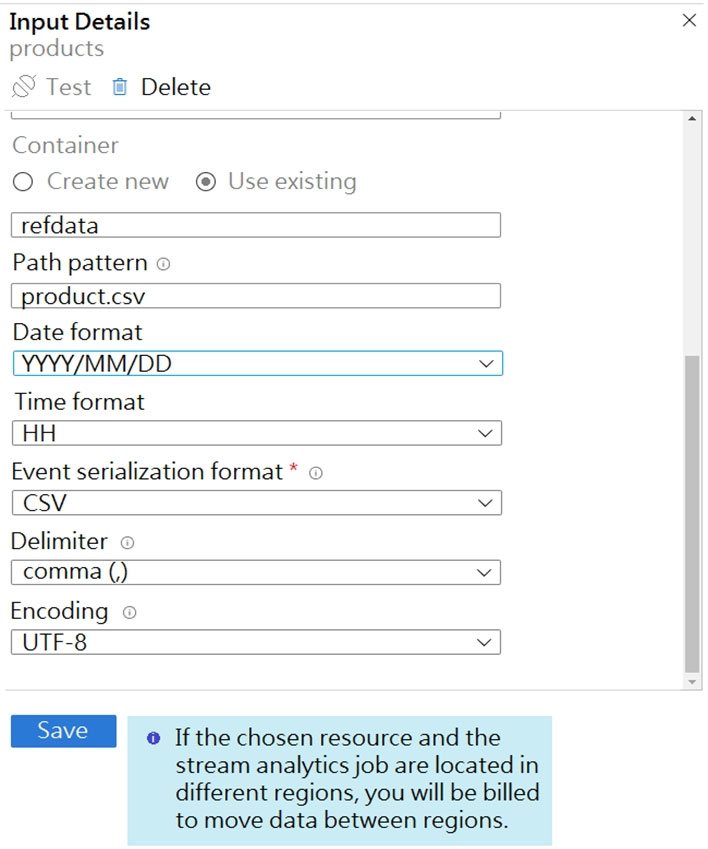 Input Details
products
Test Delete
Container
Create new Use existing
refdata
Path pattern
product.csv
Date format
YYYY/MM/DD
Time format
HH
Event serialization format *
CSV
Delimiter
comma (,)
Encoding
UTF-8
Save
If the chosen resource and the
stream analytics job are located in
different regions, you will be billed
to move data between regions.